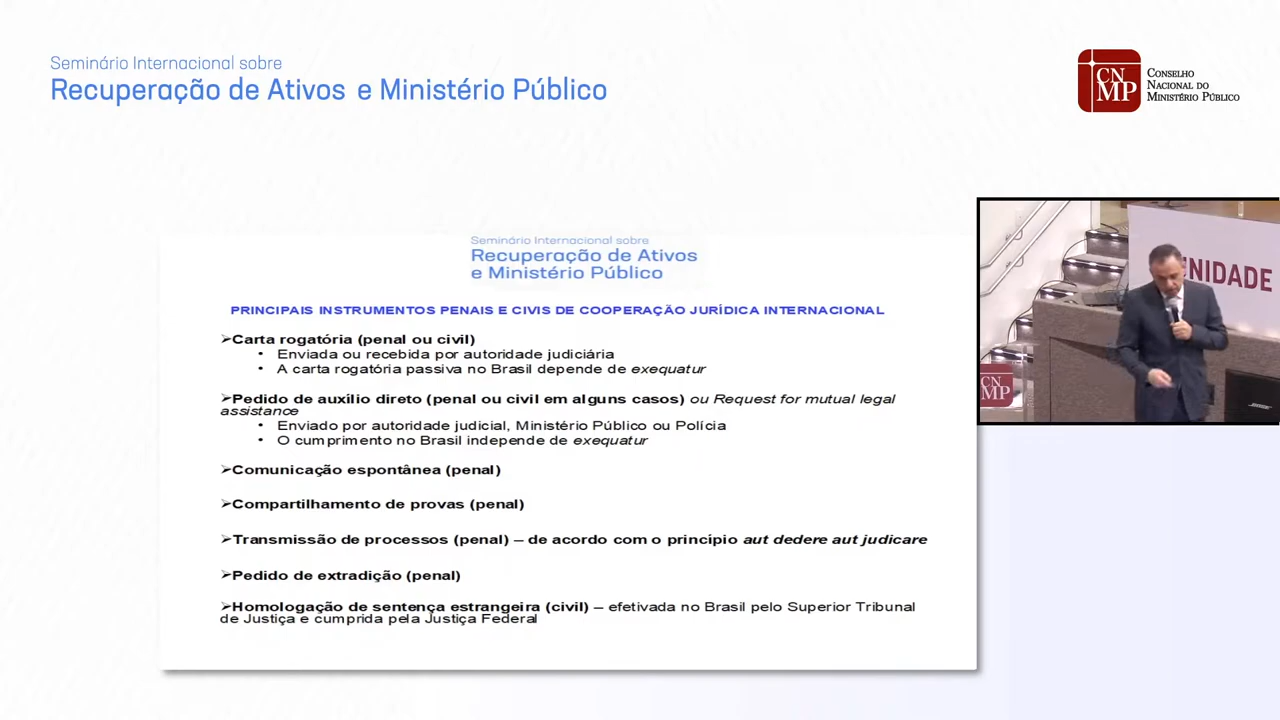 Seminário Internacional sobre
Recuperação de Ativos e Ministério Público
CN
MP
CONSELHO
NACIONAL DO
MINISTÉRIO PÚBLICO
Seminário Internacional sobre
Recuperação de Ativos
e Ministério Público
PRINCIPAIS INSTRUMENTOS PENAIS E CIVIS DE COOPERAÇÃO JURÍDICA INTERNACIONAL
➢Carta rogatória (penal ou civil)
• Enviada ou recebida por autoridade judiciária
• A carta rogatória passiva no Brasil depende de exequatur
➢Pedido de auxílio direto (penal ou civil em alguns casos) ou Request for mutual legal
assistance
• Enviado por autoridade judicial, Ministério Público ou Polícia
• O cumprimento no Brasil independe de exequatur
➢Comunicação espontânea (penal)
➢Compartilhamento de provas (penal)
➢Transmissão de processos (penal) – de acordo com o princípio aut dedere aut judicare
➢Pedido de extradição (penal)
➢Homologação de sentença estrangeira (civil) – efetivada no Brasil pelo Superior Tribunal
de Justiça e cumprida pela Justiça Federal
NIDADE
CN
MP